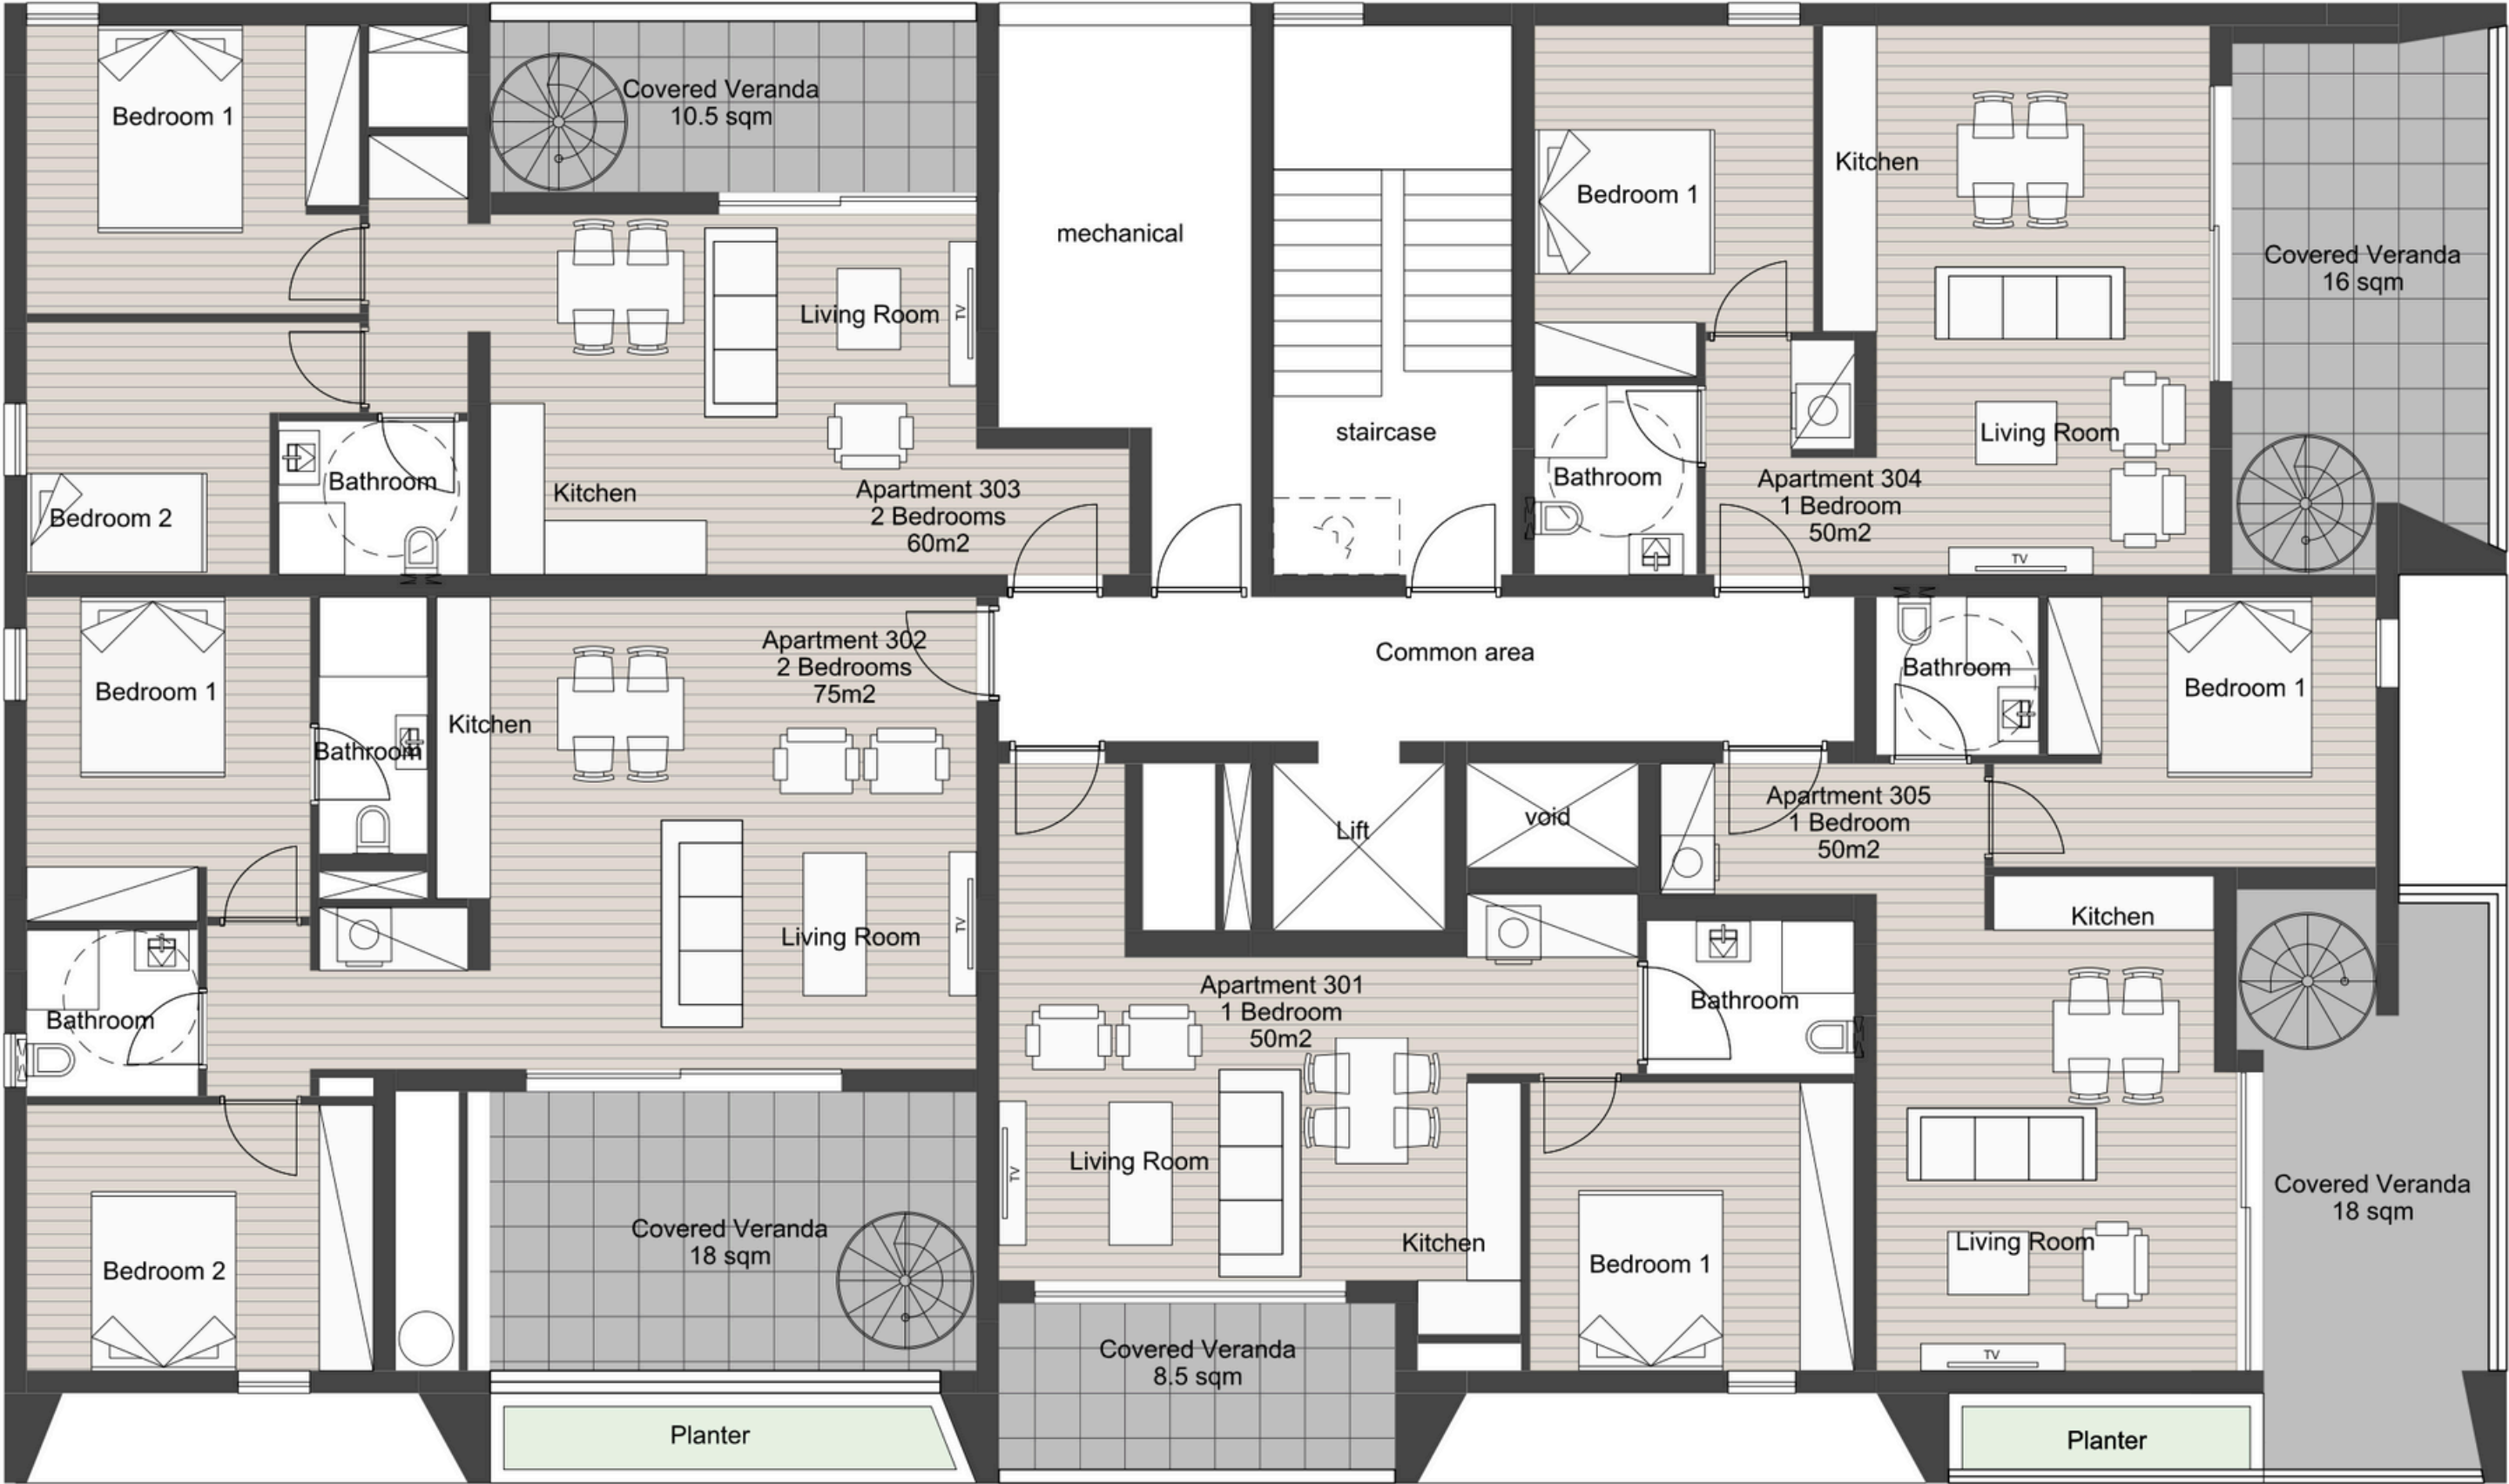 Bedroom 1
Covered Veranda
10.5 sqm
mechanical
Living Room
TV
Bedroom 2
Bathroom
Kitchen
Apartment 303
2 Bedrooms
60m2
staircase
Bedroom 1
Kitchen
Covered Veranda
16 sqm
Living Room
Bathroom
Apartment 304
1 Bedroom
50m2
TV
Common area
Bedroom 1
Bathroom
Kitchen
Apartment 302
2 Bedrooms
75m2
Living Room
TV
Bathroom
Bedroom 2
Covered Veranda
18 sqm
Planter
Lift
void
Apartment 301
1 Bedroom
50m2
Bathroom
Living Room
TV
Kitchen
Bedroom 1
Covered Veranda
8.5 sqm
Bathroom
Bedroom 1
Apartment 305
1 Bedroom
50m2
Kitchen
Living Room
TV
Covered Veranda
18 sqm
Planter